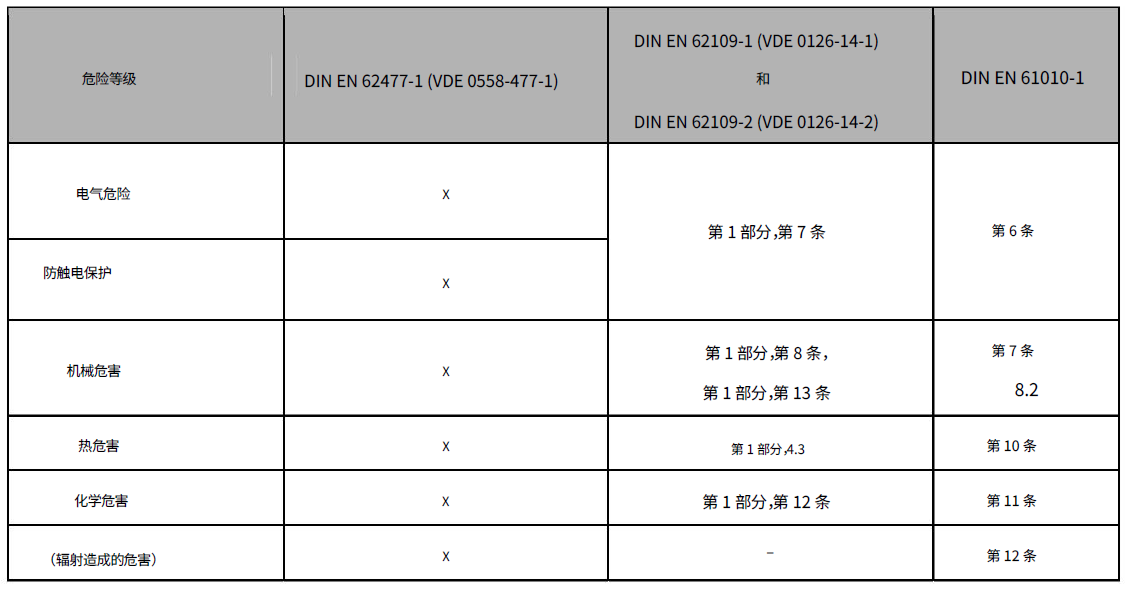 危险等级
DIN EN 62477-1 (VDE 0558-477-1)
DIN EN 62109-1 (VDE 0126-14-1)
和
DIN EN 62109-2 (VDE 0126-14-2)
DIN EN 61010-1
电气危险
X
第 1 部分,第 7 条
第 6 条
防触电保护
X
机械危害
X
第 1 部分,第 8 条,
第 1 部分,第 13 条
第 7 条
8.2
热危害
X
第 1 部分,4.3
第 10 条
化学危害
X
第 1 部分,第 12 条
第 11 条
（辐射造成的危害）
X
–
第 12 条